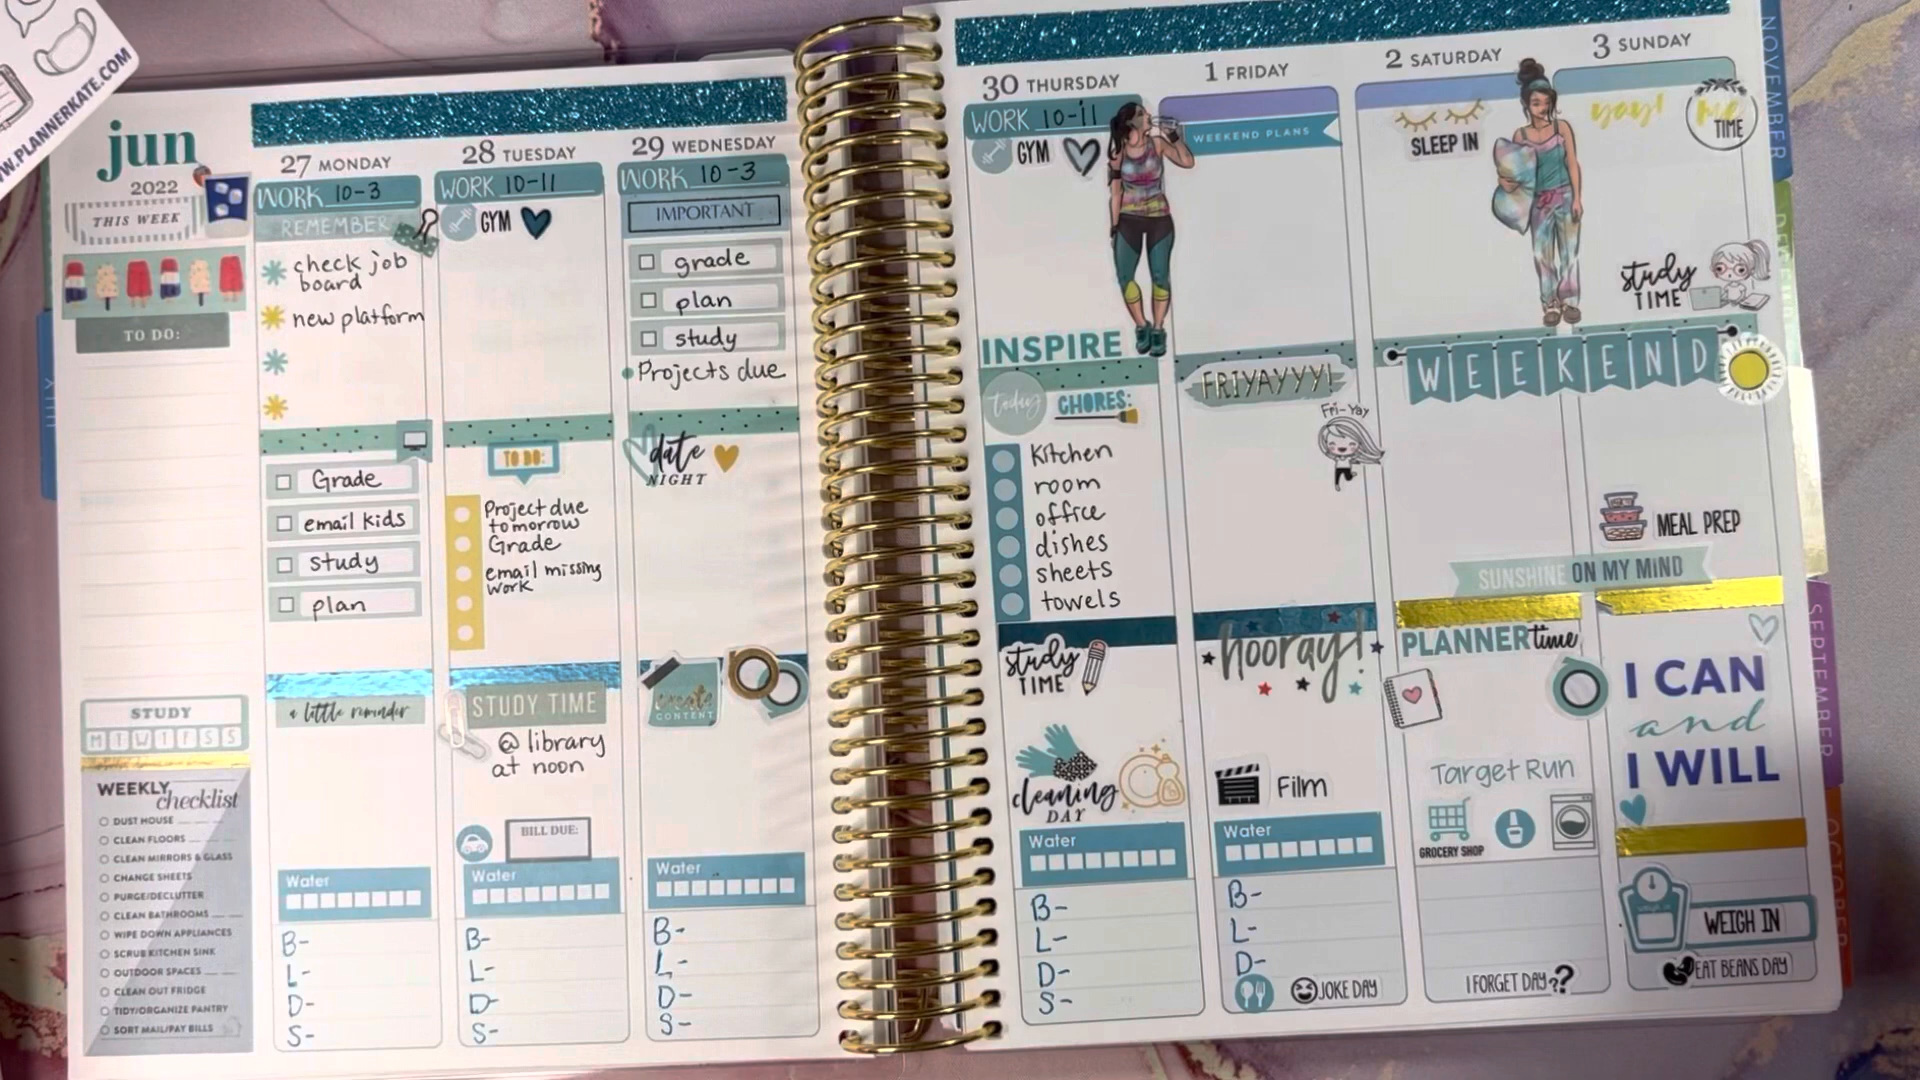 WW.PLANNERKATE.COM
jun
2022
THIS WEEK
TO DO:
STUDY
M T W T F S S
WEEKLY
checklist
DUST HOUSE
CLEAN FLOORS
CLEAN MIRRORS & GLASS
CHANGE SHEETS
PURGE/DECLUTTER
CLEAN BATHROOMS
WIPE DOWN APPLIANCES
SCRUB KITCHEN SINK
OUTDOOR SPACES
CLEAN OUT FRIDGE
TIDY/ORGANIZE PANTRY
SORT MAIL/PAY BILLS
27 MONDAY
WORK 10-3
REMEMBER
check job
board
new platform
Grade
email kids
study
plan
a little reminder
Water
B-
L-
D-
S-
28 TUESDAY
WORK 10-11
GYM
TO DO:
Project due
tomorrow
Grade
email missing
work
STUDY TIME
@ library
at noon
BILL DUE:
Water
B-
L-
D-
S-
29 WEDNESDAY
WORK 10-3
IMPORTANT
grade
plan
study
Projects due
date
NIGHT
create
CONTENT
Water
B-
L-
D-
S-
30 THURSDAY
WORK 10-11
GYM
INSPIRE
today
CHORES:
Kitchen
room
office
dishes
sheets
towels
study
TIME
cleaning
DAY
Water
B-
L-
D-
S-
1 FRIDAY
WEEKEND PLANS
FRIYAYYY!
Fri-Yay
hooray!
Film
Water
B-
L-
D-
JOKE DAY
2 SATURDAY
SLEEP IN
WEEKEND
SUNSHINE ON MY MIND
PLANNER time
Target Run
GROCERY SHOP
I FORGET DAY ??
3 SUNDAY
yay!
me
TIME
study
TIME
MEAL PREP
I CAN
and
I WILL
WEIGH IN
EAT BEANS DAY
NOVEMBER
SEPTEMBER
OCTOBER